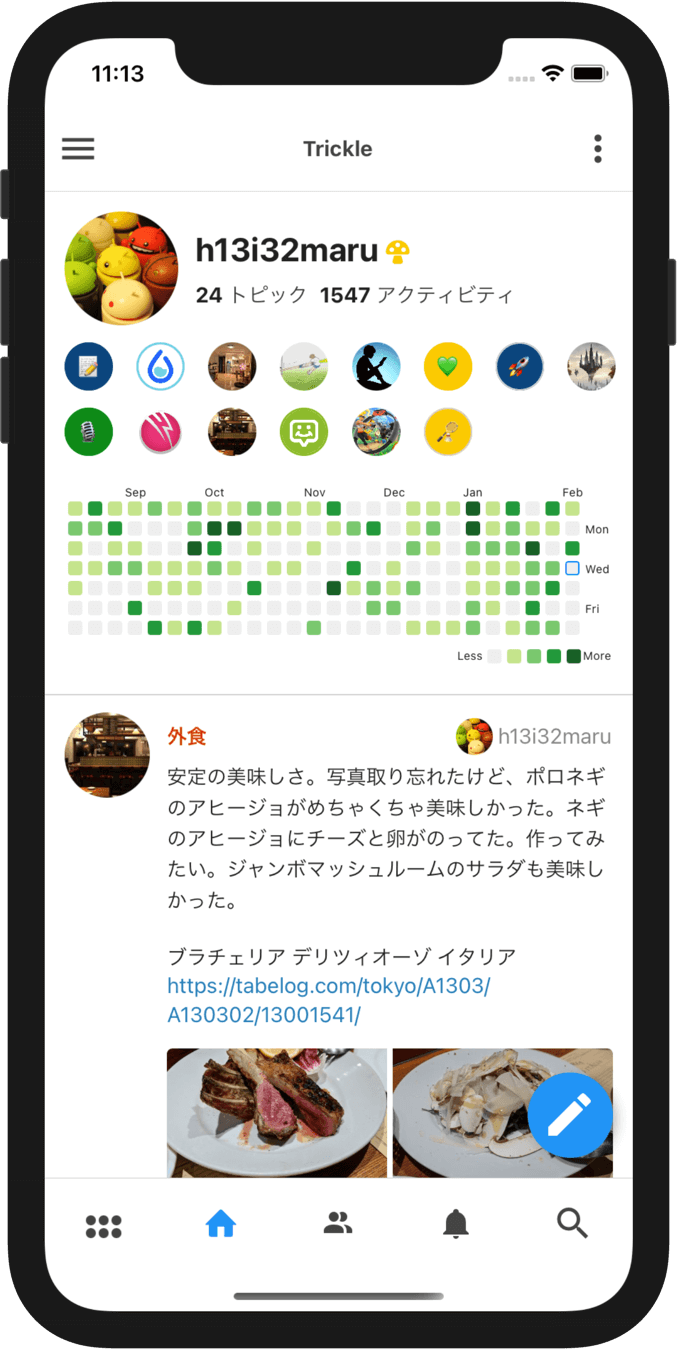 11:13
Trickle
h13i32maru
24 トピック 1547 アクティビティ
Sep Oct Nov Dec Jan Feb
Mon
Wed
Fri
Less More
外食 h13i32maru
安定の美味しさ。写真取り忘れたけど、ポロネギ
のアヒージョがめちゃくちゃ美味しかった。ネギ
のアヒージョにチーズと卵がのってた。作ってみ
たい。ジャンボマッシュルームのサラダも美味し
かった。
ブラチェリア デリツィオーゾ イタリア
https://tabelog.com/tokyo/A1303/
A130302/13001541/